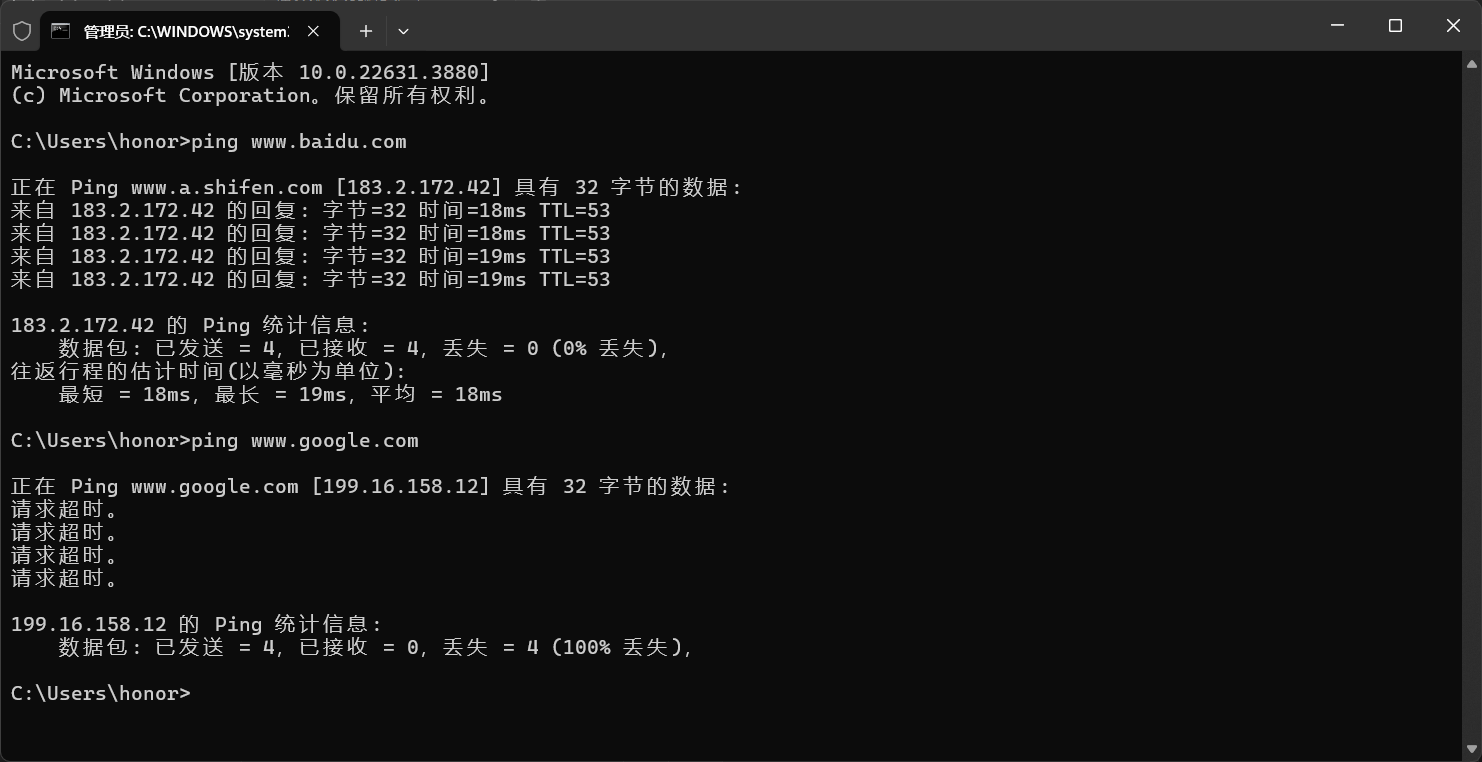 管理员: C:\WINDOWS\system
Microsoft Windows [版本 10.0.22631.3880]
(c) Microsoft Corporation。保留所有权利。
C:\Users\honor>ping www.baidu.com
正在 Ping www.a.shifen.com [183.2.172.42] 具有 32 字节的数据:
来自 183.2.172.42 的回复: 字节=32 时间=18ms TTL=53
来自 183.2.172.42 的回复: 字节=32 时间=18ms TTL=53
来自 183.2.172.42 的回复: 字节=32 时间=19ms TTL=53
来自 183.2.172.42 的回复: 字节=32 时间=19ms TTL=53
183.2.172.42 的 Ping 统计信息:
    数据包: 已发送 = 4, 已接收 = 4, 丢失 = 0 (0% 丢失),
往返行程的估计时间(以毫秒为单位):
    最短 = 18ms, 最长 = 19ms, 平均 = 18ms
C:\Users\honor>ping www.google.com
正在 Ping www.google.com [199.16.158.12] 具有 32 字节的数据:
请求超时。
请求超时。
请求超时。
请求超时。
199.16.158.12 的 Ping 统计信息:
    数据包: 已发送 = 4, 已接收 = 0, 丢失 = 4 (100% 丢失),
C:\Users\honor>